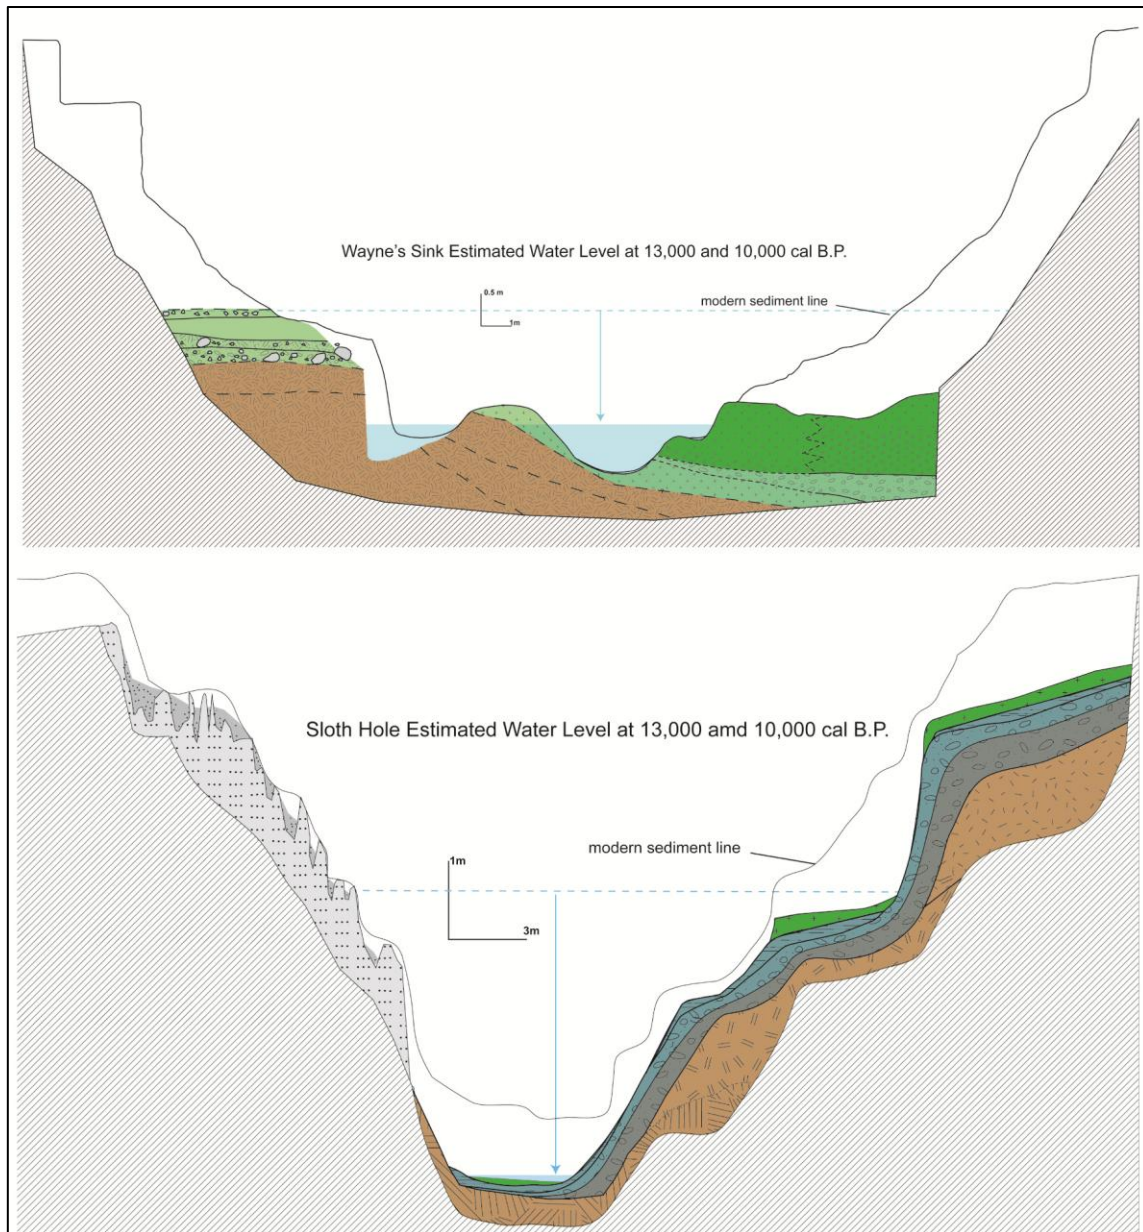 Wayne's Sink Estimated Water Level at 13,000 and 10,000 cal B.P.
0.5 m
1m
modern sediment line
Sloth Hole Estimated Water Level at 13,000 amd 10,000 cal B.P.
modern sediment line
1m
3m